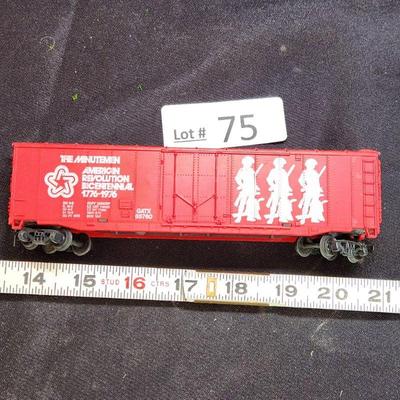 Lot # 75
THE MINUTEMEN
AMERICAN
REVOLUTION
BICENTENNIAL
1776-1976
GATX
14 15 STUD 16 CTRS 17 18 19 20 21